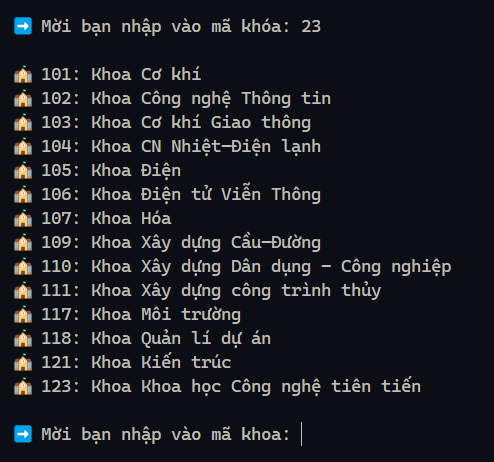 ➡️ Mời bạn nhập vào mã khóa: 23
🏫 101: Khoa Cơ khí
🏫 102: Khoa Công nghệ Thông tin
🏫 103: Khoa Cơ khí Giao thông
🏫 104: Khoa CN Nhiệt–Điện lạnh
🏫 105: Khoa Điện
🏫 106: Khoa Điện tử Viễn Thông
🏫 107: Khoa Hóa
🏫 109: Khoa Xây dựng Cầu–Đường
🏫 110: Khoa Xây dựng Dân dụng – Công nghiệp
🏫 111: Khoa Xây dựng công trình thủy
🏫 117: Khoa Môi trường
🏫 118: Khoa Quản lí dự án
🏫 121: Khoa Kiến trúc
🏫 123: Khoa Khoa học Công nghệ tiên tiến
➡️ Mời bạn nhập vào mã khoa: